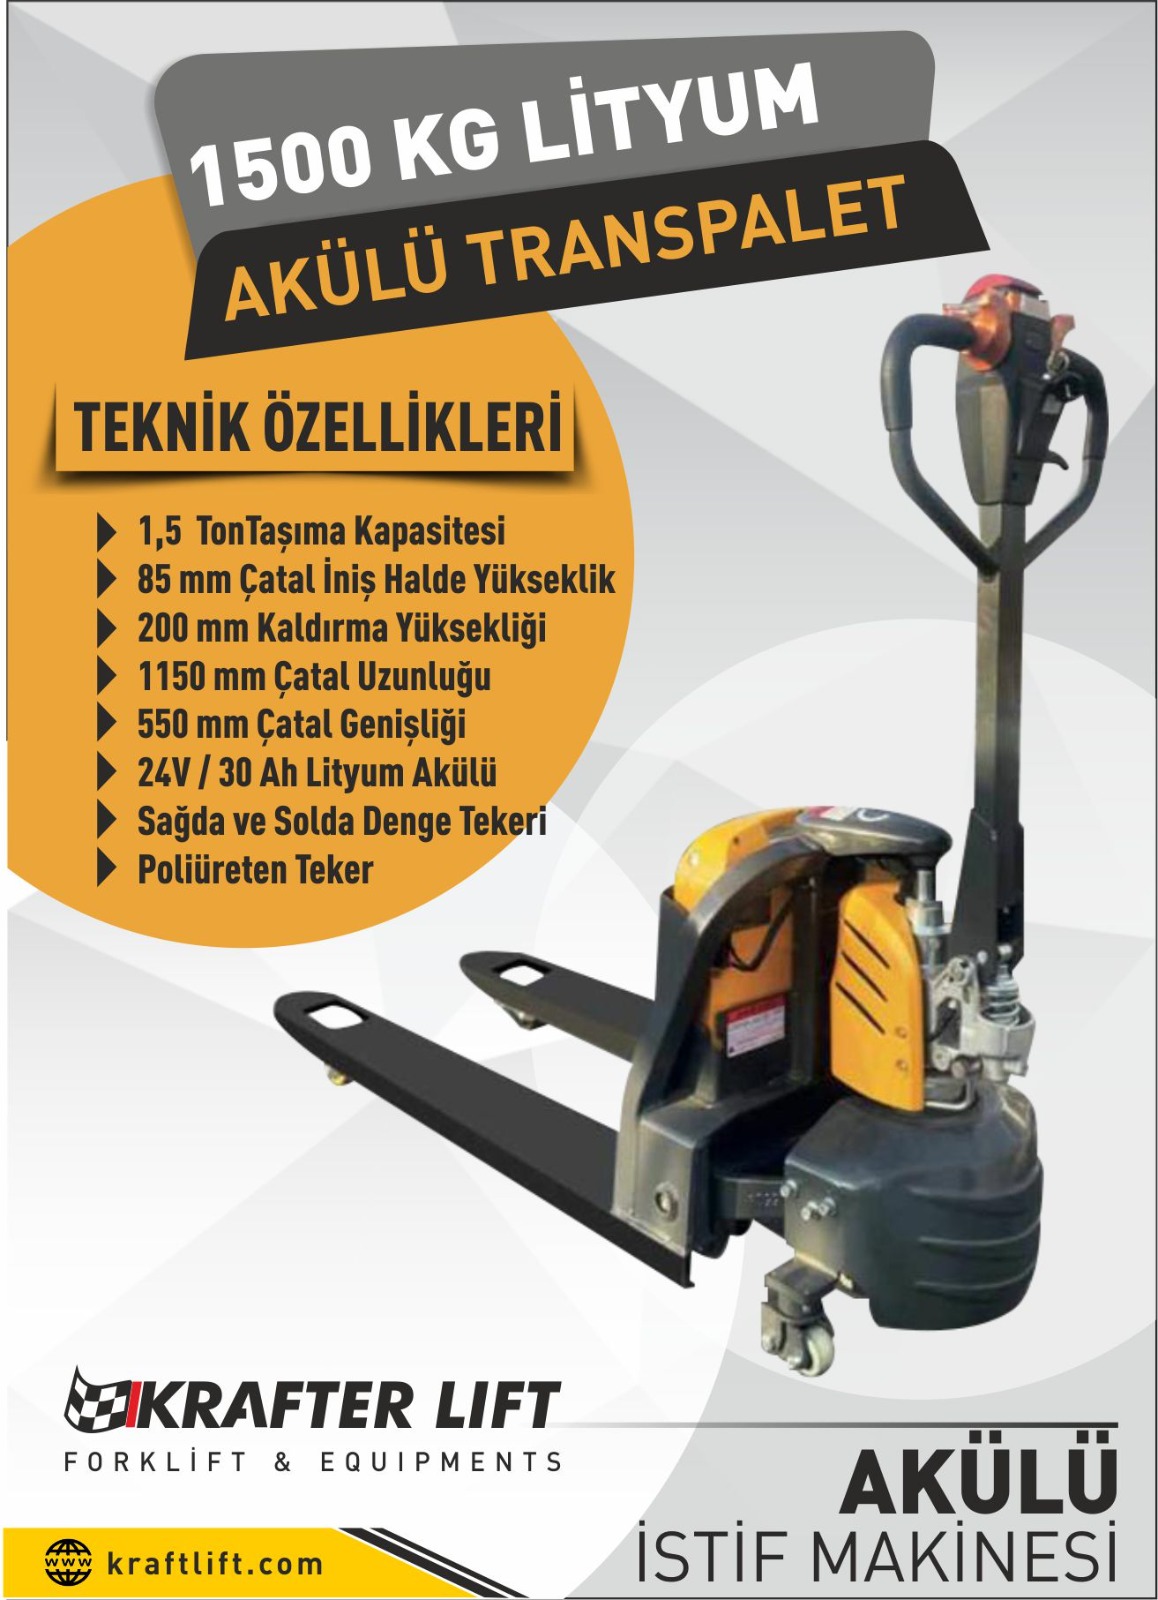 1500 KG LİTYUM
AKÜLÜ TRANSPALET
TEKNİK ÖZELLİKLERİ
1,5 TonTaşıma Kapasitesi
85 mm Çatal İniş Halde Yükseklik
200 mm Kaldırma Yüksekliği
1150 mm Çatal Uzunluğu
550 mm Çatal Genişliği
24V / 30 Ah Lityum Akülü
Sağda ve Solda Denge Tekeri
Poliüreten Teker
KRAFTER LIFT
FORKLİFT & EQUIPMENTS
AKÜLÜ
İSTİF MAKİNESİ
www kraftlift.com